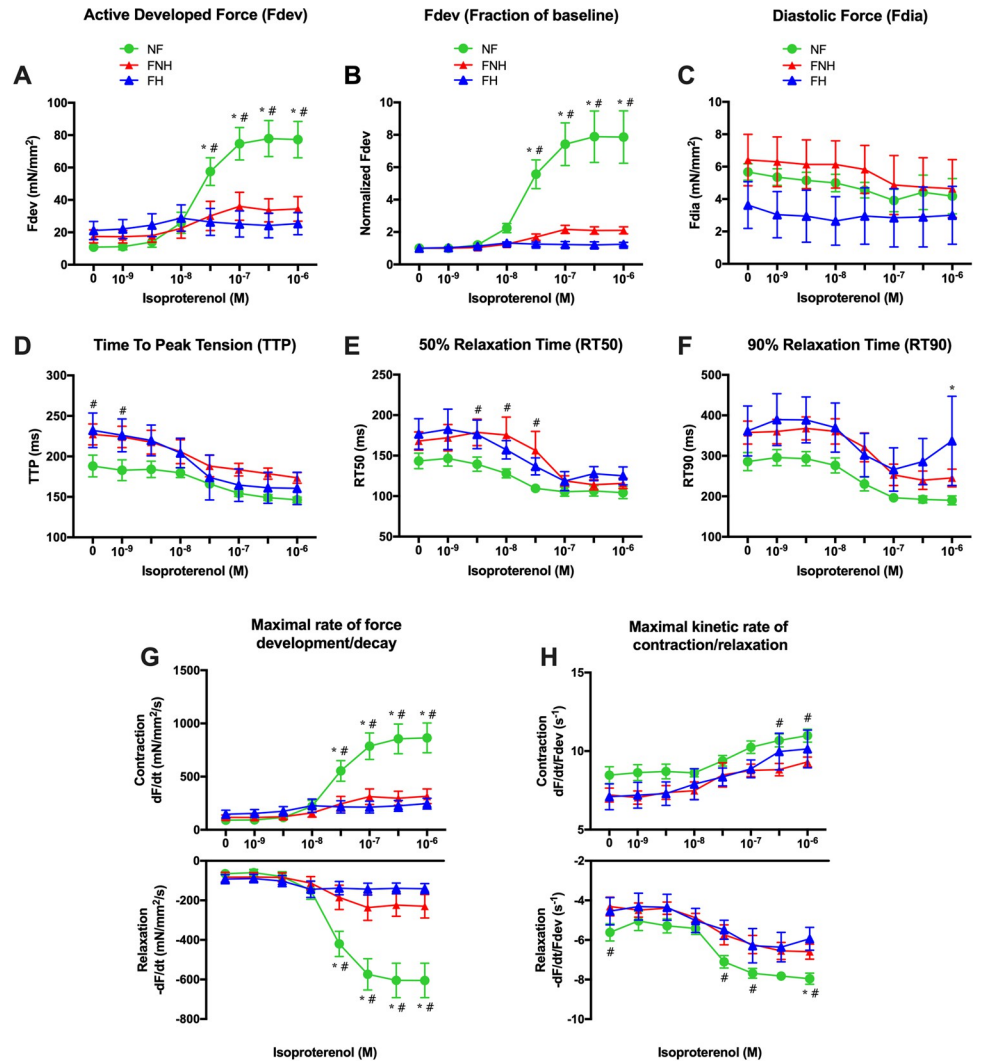 Active Developed Force (Fdev)
Fdev (Fraction of baseline)
Diastolic Force (Fdia)
A
NF
FNH
FH
100
80
60
40
20
0
Fdev (mN/mm²)
* #
* #
* #
* #
0
10⁻⁹
10⁻⁸
10⁻⁷
10⁻⁶
Isoproterenol (M)
B
NF
FNH
FH
10
8
6
4
2
0
Normalized Fdev
* #
* #
* #
* #
0
10⁻⁹
10⁻⁸
10⁻⁷
10⁻⁶
Isoproterenol (M)
C
NF
FNH
FH
10
8
6
4
2
0
Fdia (mN/mm²)
0
10⁻⁹
10⁻⁸
10⁻⁷
10⁻⁶
Isoproterenol (M)
D
Time To Peak Tension (TTP)
300
250
200
150
100
TTP (ms)
#
#
0
10⁻⁹
10⁻⁸
10⁻⁷
10⁻⁶
Isoproterenol (M)
E
50% Relaxation Time (RT50)
250
200
150
100
50
RT50 (ms)
#
#
#
0
10⁻⁹
10⁻⁸
10⁻⁷
10⁻⁶
Isoproterenol (M)
F
90% Relaxation Time (RT90)
500
400
300
200
100
RT90 (ms)
*
0
10⁻⁹
10⁻⁸
10⁻⁷
10⁻⁶
Isoproterenol (M)
G
Maximal rate of force
development/decay
1500
1000
500
0
Contraction
dF/dt (mN/mm²/s)
* #
* #
* #
* #
0
10⁻⁹
10⁻⁸
10⁻⁷
10⁻⁶
0
-200
-400
-600
-800
Relaxation
-dF/dt (mN/mm²/s)
* #
* #
* #
* #
Isoproterenol (M)
H
Maximal kinetic rate of
contraction/relaxation
15
10
5
Contraction
dF/dt/Fdev (s⁻¹)
#
#
0
10⁻⁹
10⁻⁸
10⁻⁷
10⁻⁶
-2
-4
-6
-8
-10
Relaxation
-dF/dt/Fdev (s⁻¹)
#
#
#
* #
Isoproterenol (M)